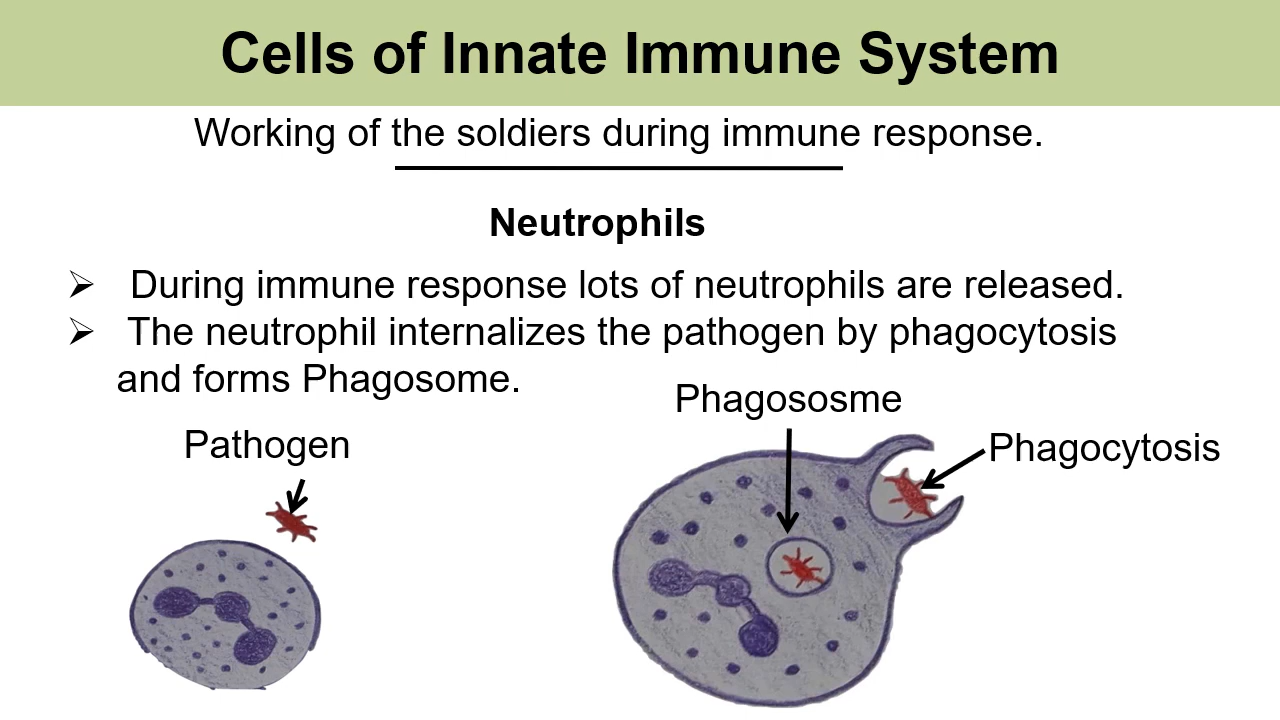 Cells of Innate Immune System
Working of the soldiers during immune response.
Neutrophils
➢ During immune response lots of neutrophils are released.
➢ The neutrophil internalizes the pathogen by phagocytosis
and forms Phagosome.
Phagososme
Pathogen
Phagocytosis